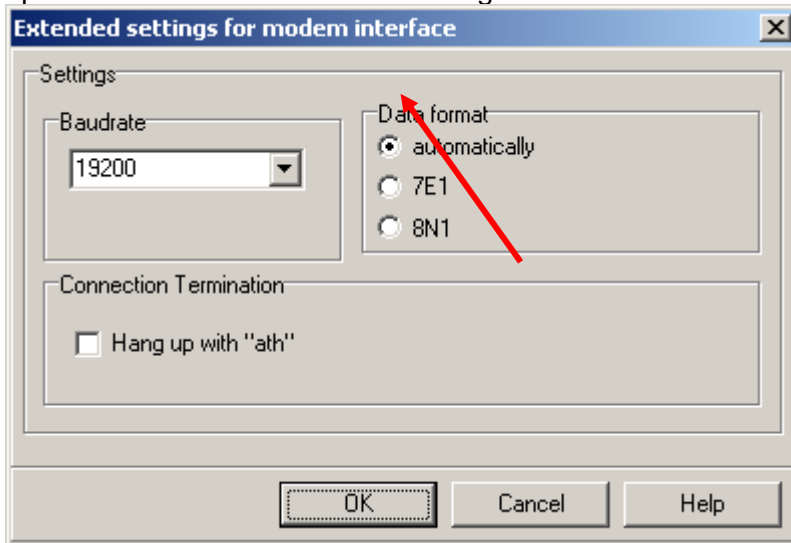 Extended settings for modem interface
Settings
Baudrate
19200
Data format
automatically
7E1
8N1
Connection Termination
Hang up with "ath"
OK
Cancel
Help